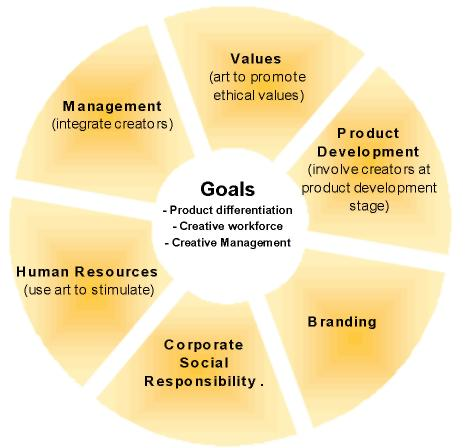 Values
(art to promote
ethical values)
Product
Development
(involve creators at
product development
stage)
Branding
Corporate
Social
Responsibility .
Human Resources
(use art to stimulate)
Management
(integrate creators)
Goals
- Product differentiation
- Creative workforce
- Creative Management